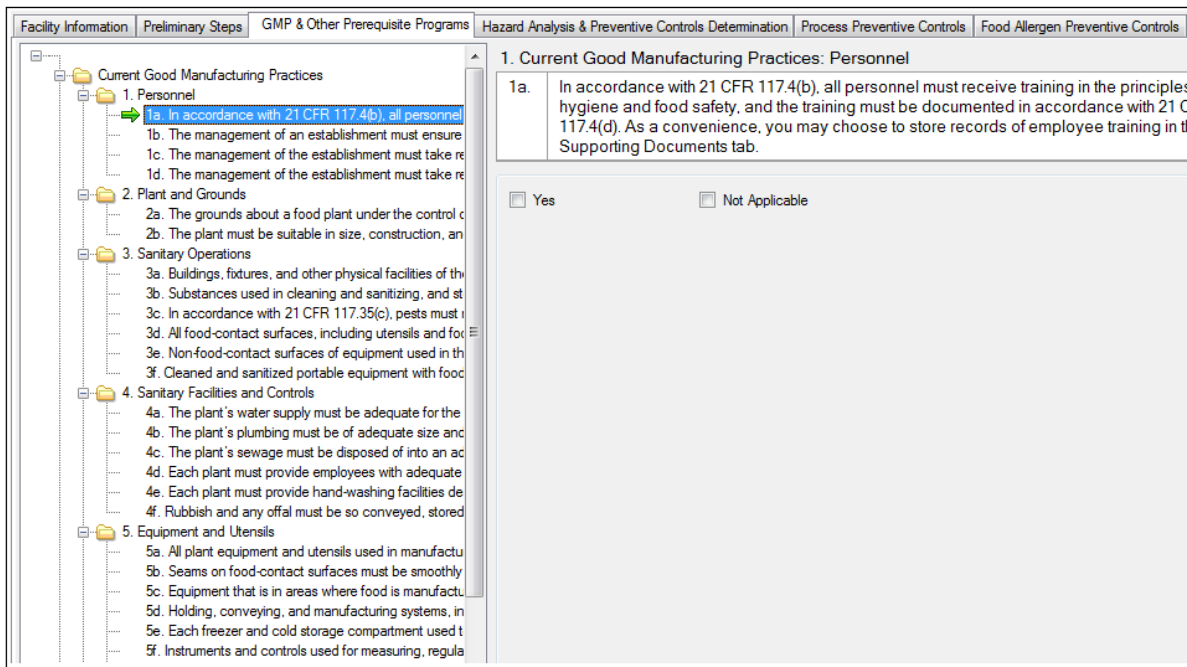 Facility Information Preliminary Steps GMP & Other Prerequisite Programs Hazard Analysis & Preventive Controls Determination Process Preventive Controls Food Allergen Preventive Controls
Current Good Manufacturing Practices
1. Personnel
1a. In accordance with 21 CFR 117.4(b), all personnel
1b. The management of an establishment must ensure
1c. The management of the establishment must take re
1d. The management of the establishment must take re
2. Plant and Grounds
2a. The grounds about a food plant under the control o
2b. The plant must be suitable in size, construction, an
3. Sanitary Operations
3a. Buildings, fixtures, and other physical facilities of the
3b. Substances used in cleaning and sanitizing, and st
3c. In accordance with 21 CFR 117.35(c), pests must n
3d. All food-contact surfaces, including utensils and foo
3e. Non-food-contact surfaces of equipment used in th
3f. Cleaned and sanitized portable equipment with food
4. Sanitary Facilities and Controls
4a. The plant's water supply must be adequate for the
4b. The plant's plumbing must be of adequate size and
4c. The plant's sewage must be disposed of into an ad
4d. Each plant must provide employees with adequate
4e. Each plant must provide hand-washing facilities de
4f. Rubbish and any offal must be so conveyed, stored
5. Equipment and Utensils
5a. All plant equipment and utensils used in manufactu
5b. Seams on food-contact surfaces must be smoothly
5c. Equipment that is in areas where food is manufactu
5d. Holding, conveying, and manufacturing systems, in
5e. Each freezer and cold storage compartment used t
5f. Instruments and controls used for measuring, regula
1. Current Good Manufacturing Practices: Personnel
1a. In accordance with 21 CFR 117.4(b), all personnel must receive training in the principles
hygiene and food safety, and the training must be documented in accordance with 21 C
117.4(d). As a convenience, you may choose to store records of employee training in t
Supporting Documents tab.
Yes Not Applicable